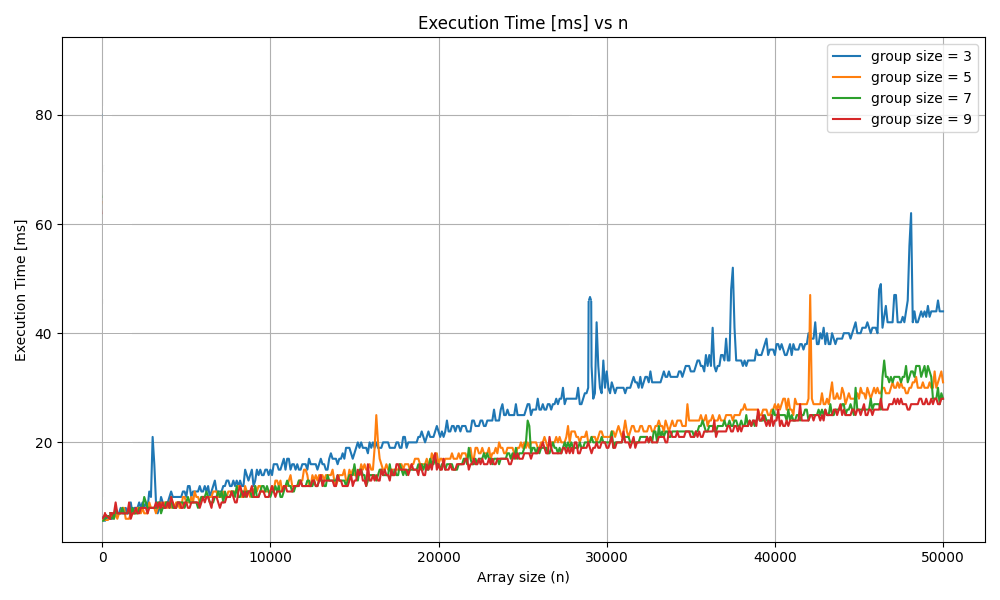 Execution Time [ms] vs n
group size = 3
group size = 5
group size = 7
group size = 9
Execution Time [ms]
80
60
40
20
0
10000
20000
30000
40000
50000
Array size (n)